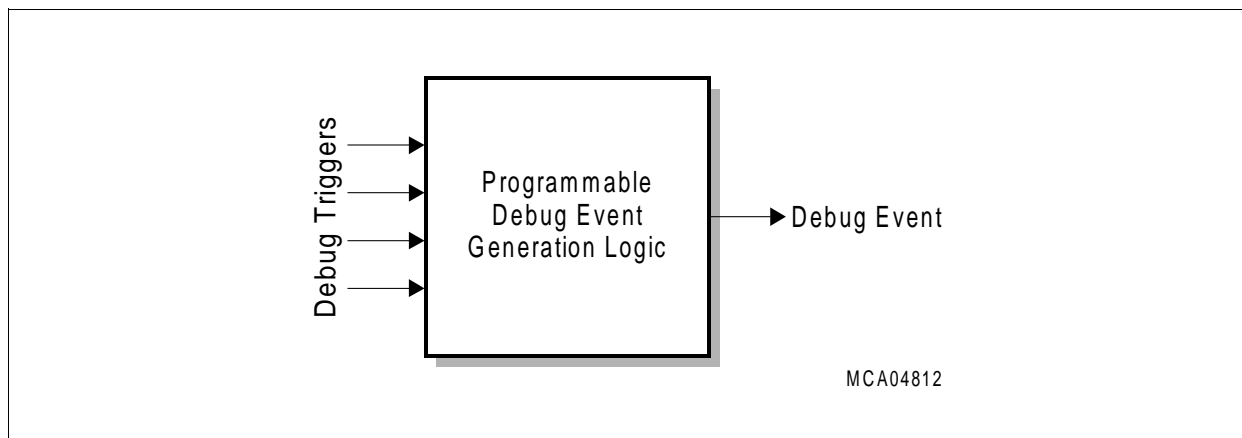 Debug Triggers
Programmable
Debug Event
Generation Logic
Debug Event
MCA04812